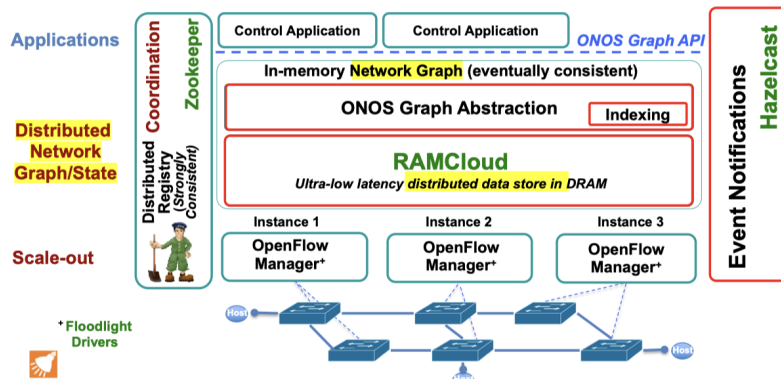 Applications
Control Application
Control Application
ONOS Graph API
Coordination
Zookeeper
Distributed
Registry
(Strongly
Consistent)
In-memory Network Graph (eventually consistent)
ONOS Graph Abstraction
Indexing
Distributed
Network
Graph/State
RAMCloud
Ultra-low latency distributed data store in DRAM
Event Notifications
Hazelcast
Scale-out
Instance 1
OpenFlow
Manager+
Instance 2
OpenFlow
Manager+
Instance 3
OpenFlow
Manager+
Host
Host
+ Floodlight
Drivers